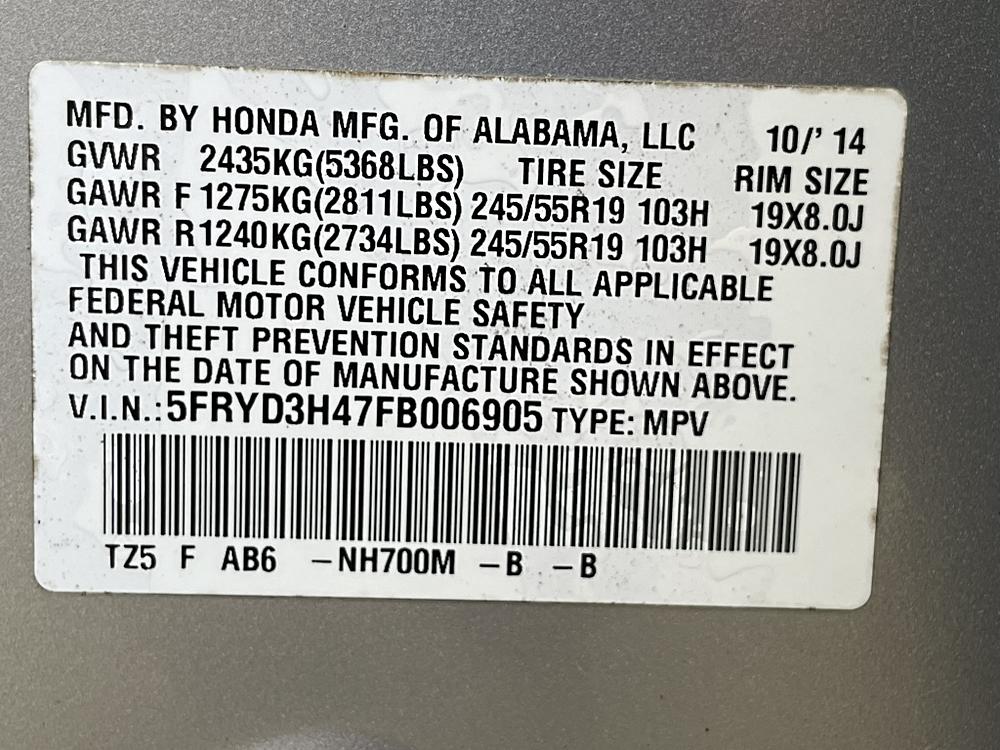 MFD. BY HONDA MFG. OF ALABAMA, LLC 10/' 14
GVWR 2435KG(5368LBS) TIRE SIZE RIM SIZE
GAWR F 1275KG(2811LBS) 245/55R19 103H 19X8.0J
GAWR R1240KG(2734LBS) 245/55R19 103H 19X8.0J
THIS VEHICLE CONFORMS TO ALL APPLICABLE
FEDERAL MOTOR VEHICLE SAFETY
AND THEFT PREVENTION STANDARDS IN EFFECT
ON THE DATE OF MANUFACTURE SHOWN ABOVE.
V.I.N.:5FRYD3H47FB006905 TYPE: MPV
TZ5 F AB6 -NH700M -B -B